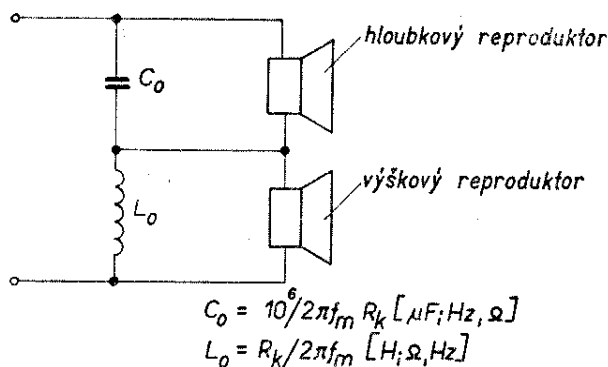 hloubkový reproduktor
C₀
výškový reproduktor
L₀
C₀ = 10⁶/2πfₘ Rₖ [μF; Hz, Ω]
L₀ = Rₖ/2πfₘ [H; Ω, Hz]